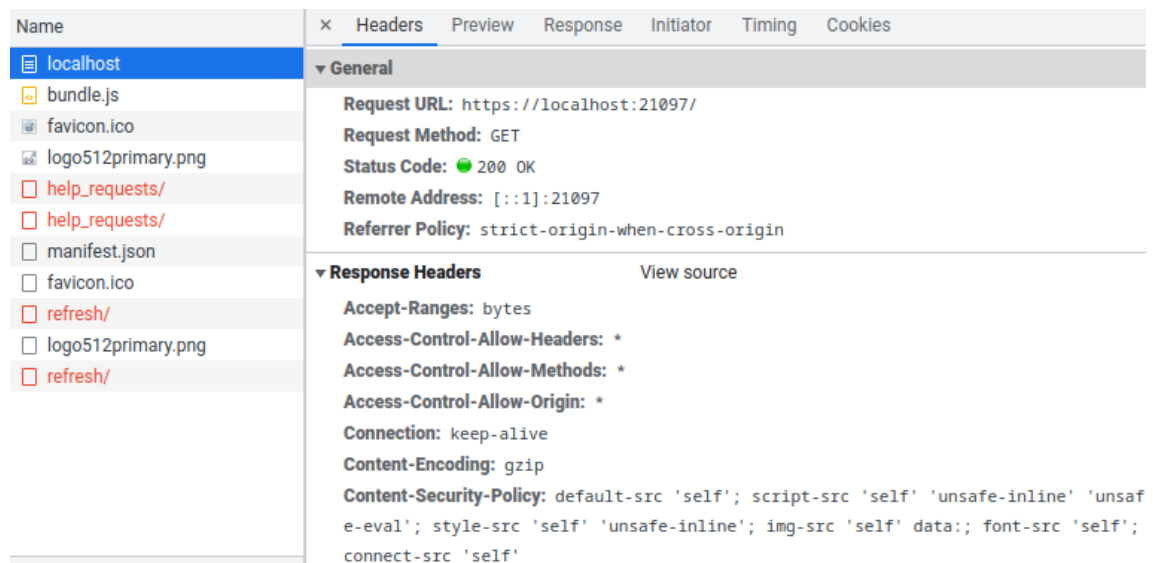 Name
localhost
bundle.js
favicon.ico
logo512primary.png
help_requests/
help_requests/
manifest.json
favicon.ico
refresh/
logo512primary.png
refresh/
× Headers Preview Response Initiator Timing Cookies
▾ General
Request URL: https://localhost:21097/
Request Method: GET
Status Code: 200 OK
Remote Address: [::1]:21097
Referrer Policy: strict-origin-when-cross-origin
▾ Response Headers View source
Accept-Ranges: bytes
Access-Control-Allow-Headers: *
Access-Control-Allow-Methods: *
Access-Control-Allow-Origin: *
Connection: keep-alive
Content-Encoding: gzip
Content-Security-Policy: default-src 'self'; script-src 'self' 'unsafe-inline' 'unsaf
e-eval'; style-src 'self' 'unsafe-inline'; img-src 'self' data:; font-src 'self';
connect-src 'self'